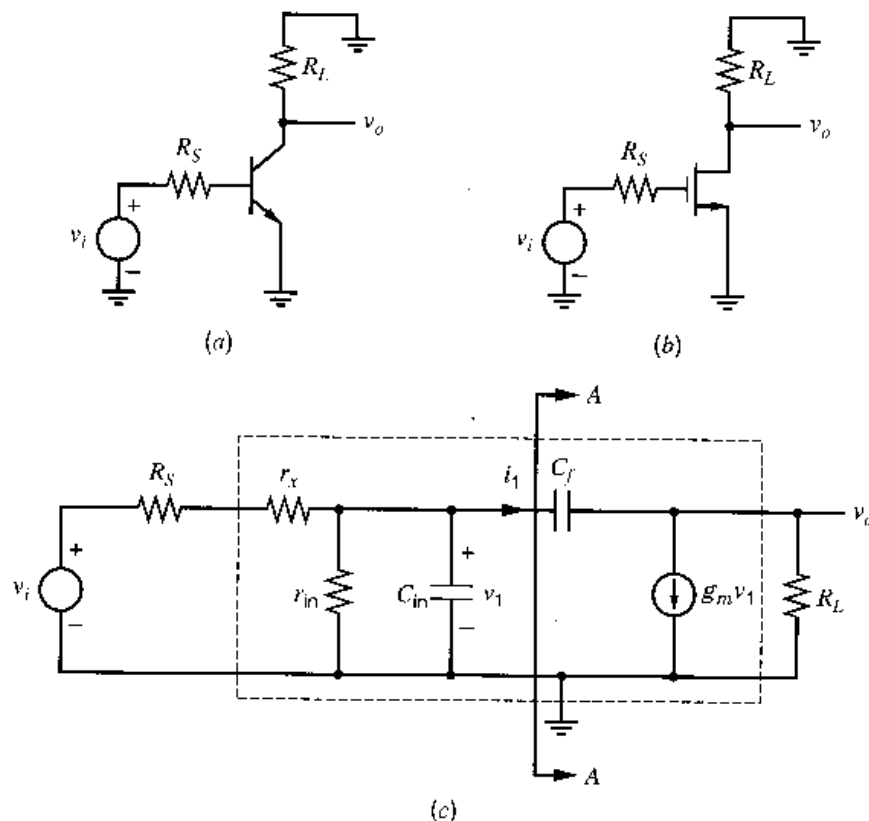 R_L
v_o
R_S
+
v_i
−
(a)
R_L
v_o
R_S
+
v_i
−
(b)
A
R_S
r_x
i_1
C_f
v_o
+
v_i
−
r_in
C_in
+
v_1
−
g_m v_1
R_L
A
(c)